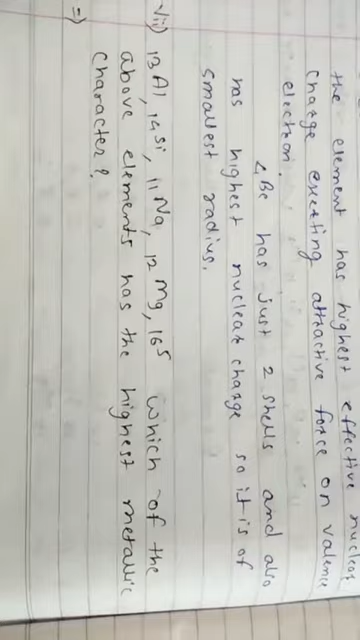 the element has highest effective nuclear
charge exerting attractive force on valence
electron.
4Be has just 2 shells and also
has highest nuclear charge so it is of
smallest radius.
vii) 13Al, 14Si, 11Na, 12Mg, 16S which of the
above elements has the highest metallic
character?
=)